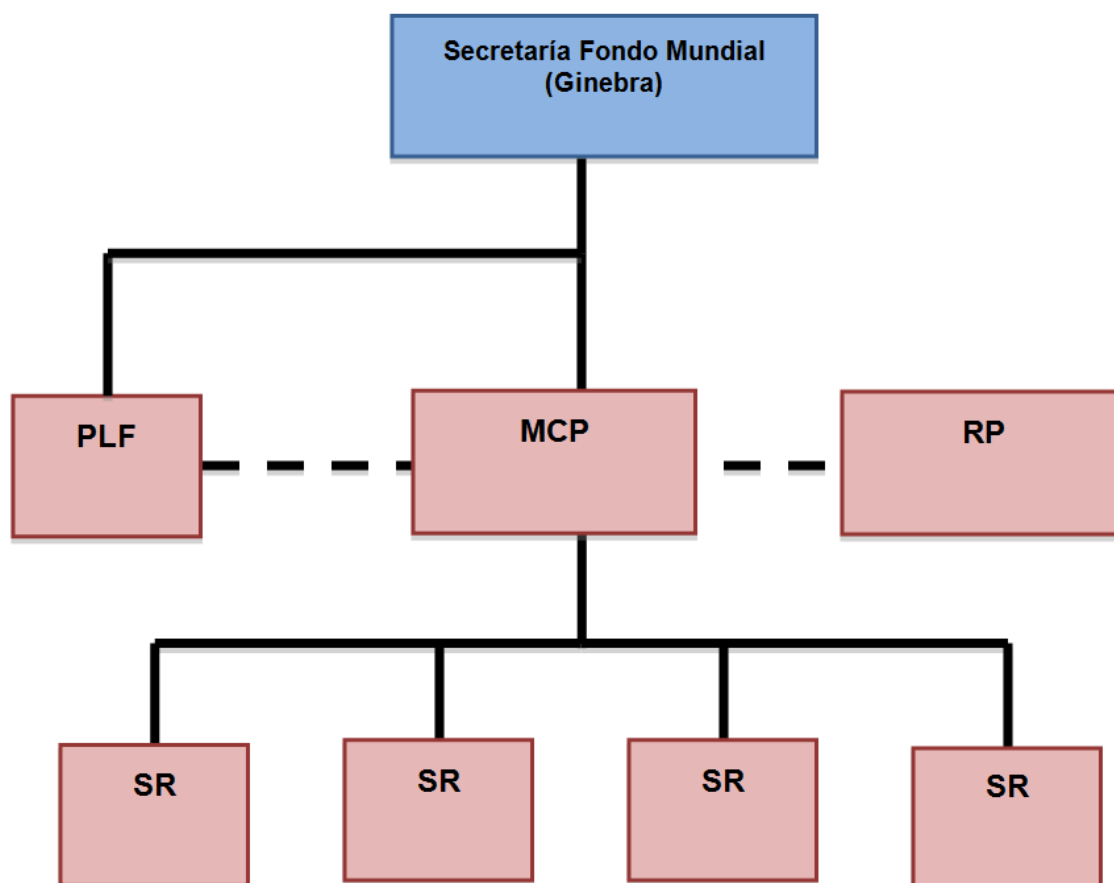 Secretaría Fondo Mundial
(Ginebra)
PLF
MCP
RP
SR
SR
SR
SR